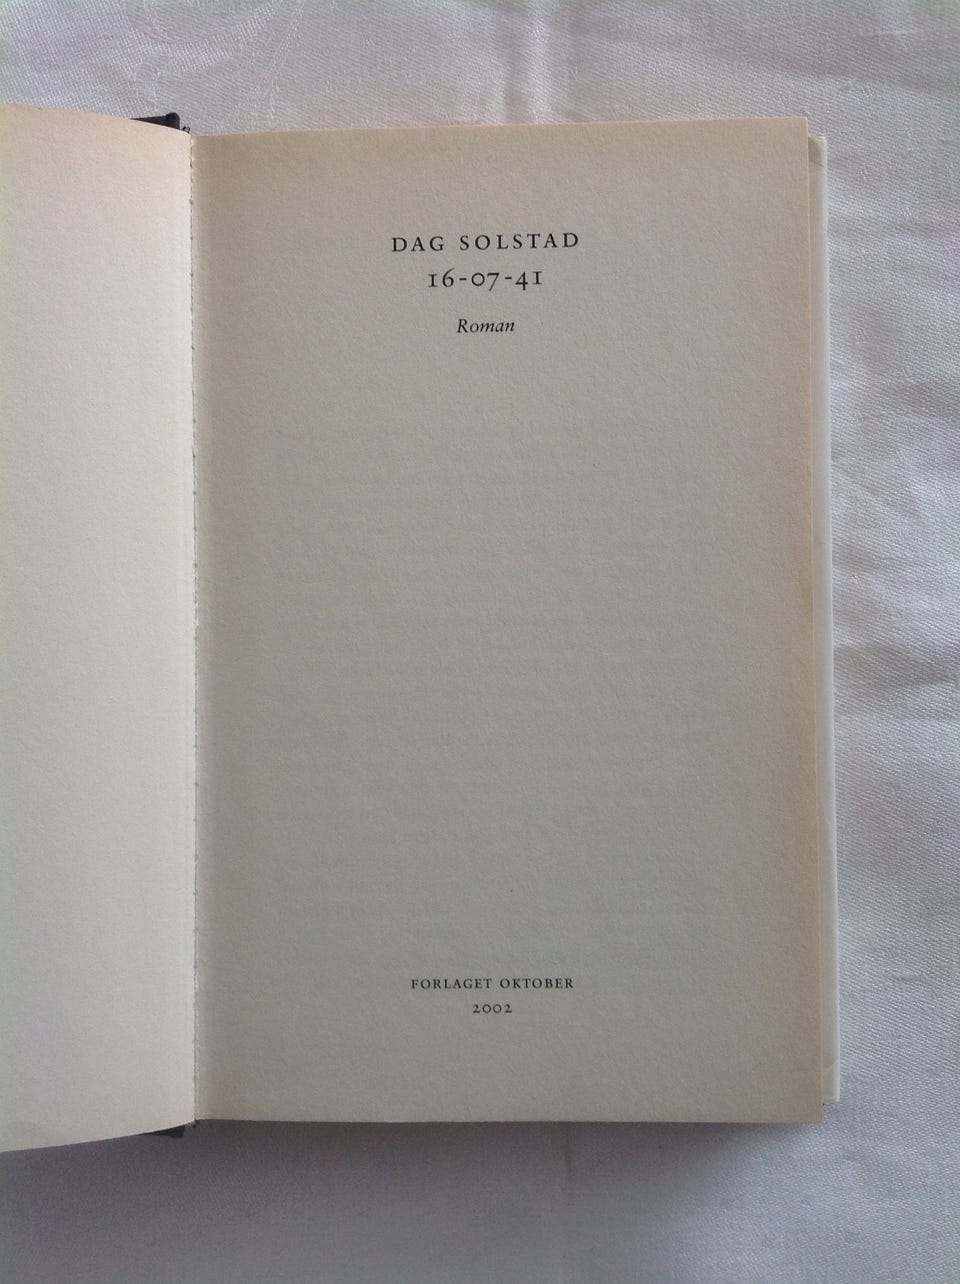 DAG SOLSTAD
16-07-41
Roman
FORLAGET OKTOBER
2002